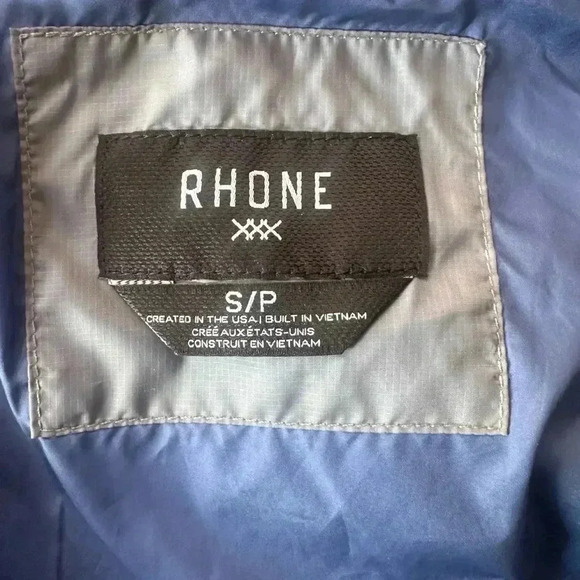 RHONE
S/P
CREATED IN THE USA | BUILT IN VIETNAM
CRÉÉ AUX ÉTATS-UNIS
CONSTRUIT EN VIETNAM